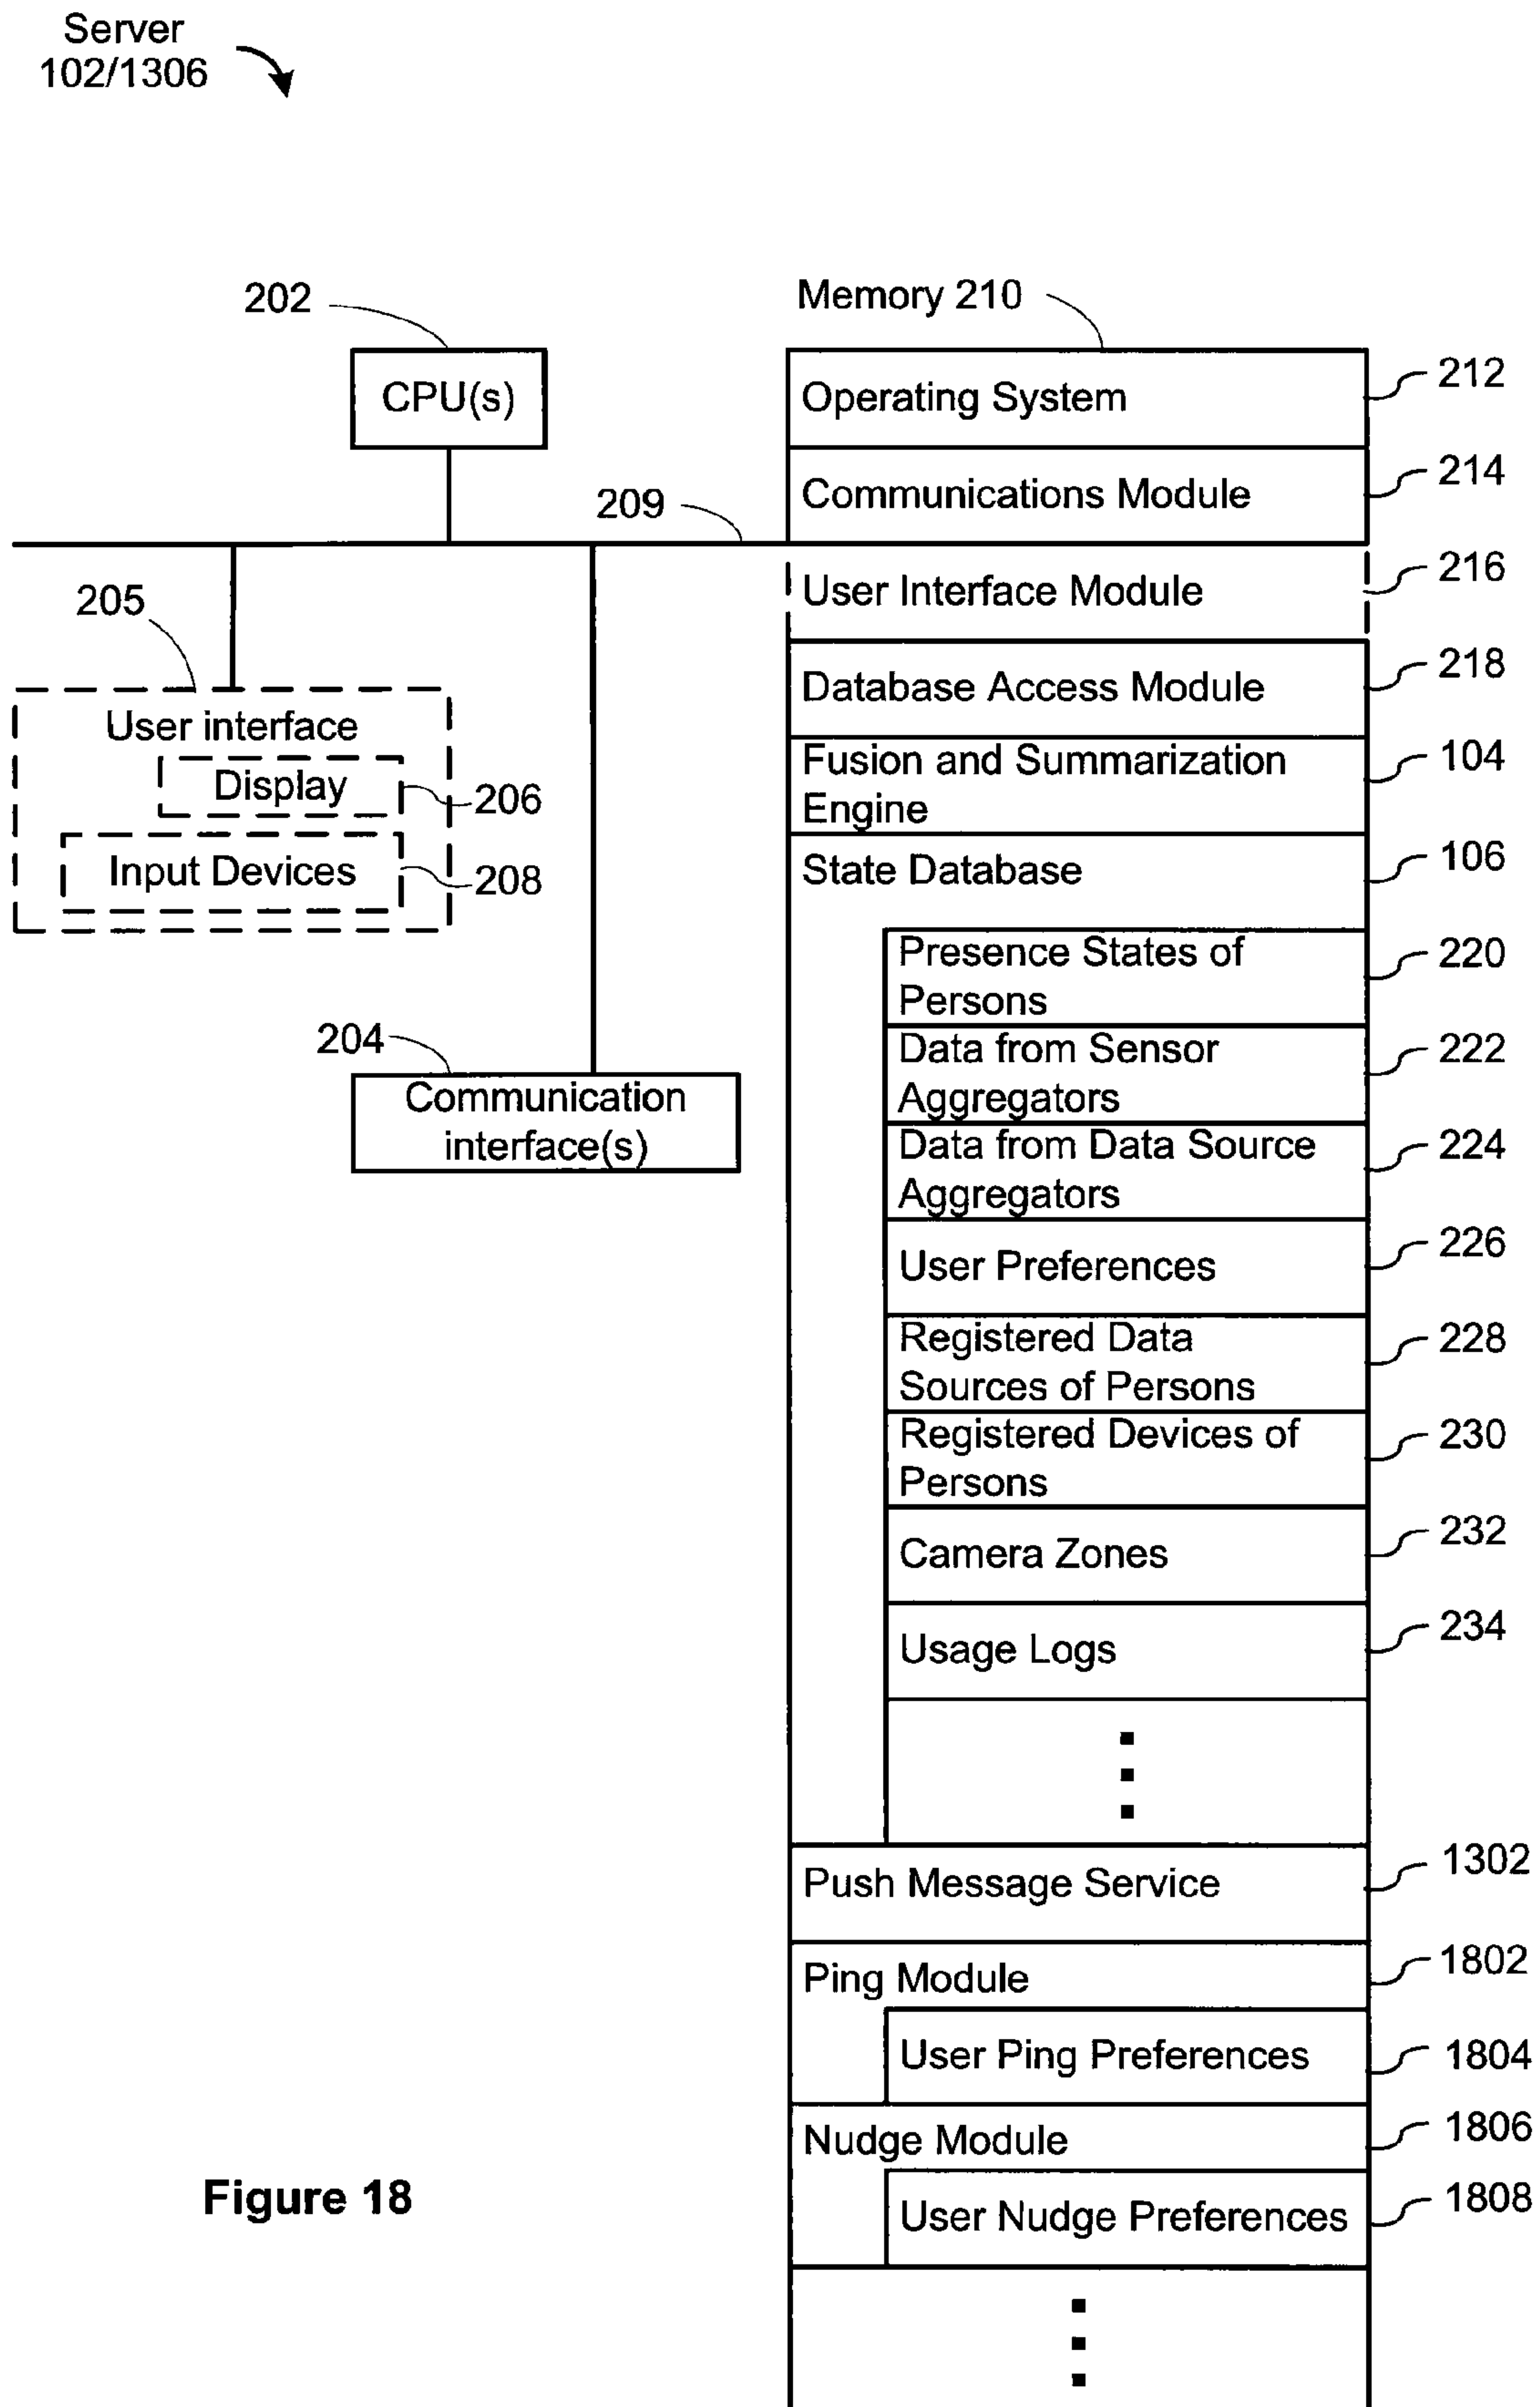 Server
102/1306
202
Memory 210
CPU(s)
Operating System
212
Communications Module
214
209
User Interface Module
216
205
Database Access Module
218
User interface
Display
206
Input Devices
208
Fusion and Summarization
Engine
104
State Database
106
Presence States of
Persons
220
204
Communication
interface(s)
Data from Sensor
Aggregators
222
Data from Data Source
Aggregators
224
User Preferences
226
Registered Data
Sources of Persons
228
Registered Devices of
Persons
230
Camera Zones
232
Usage Logs
234
Push Message Service
1302
Ping Module
1802
User Ping Preferences
1804
Nudge Module
1806
User Nudge Preferences
1808
Figure 18